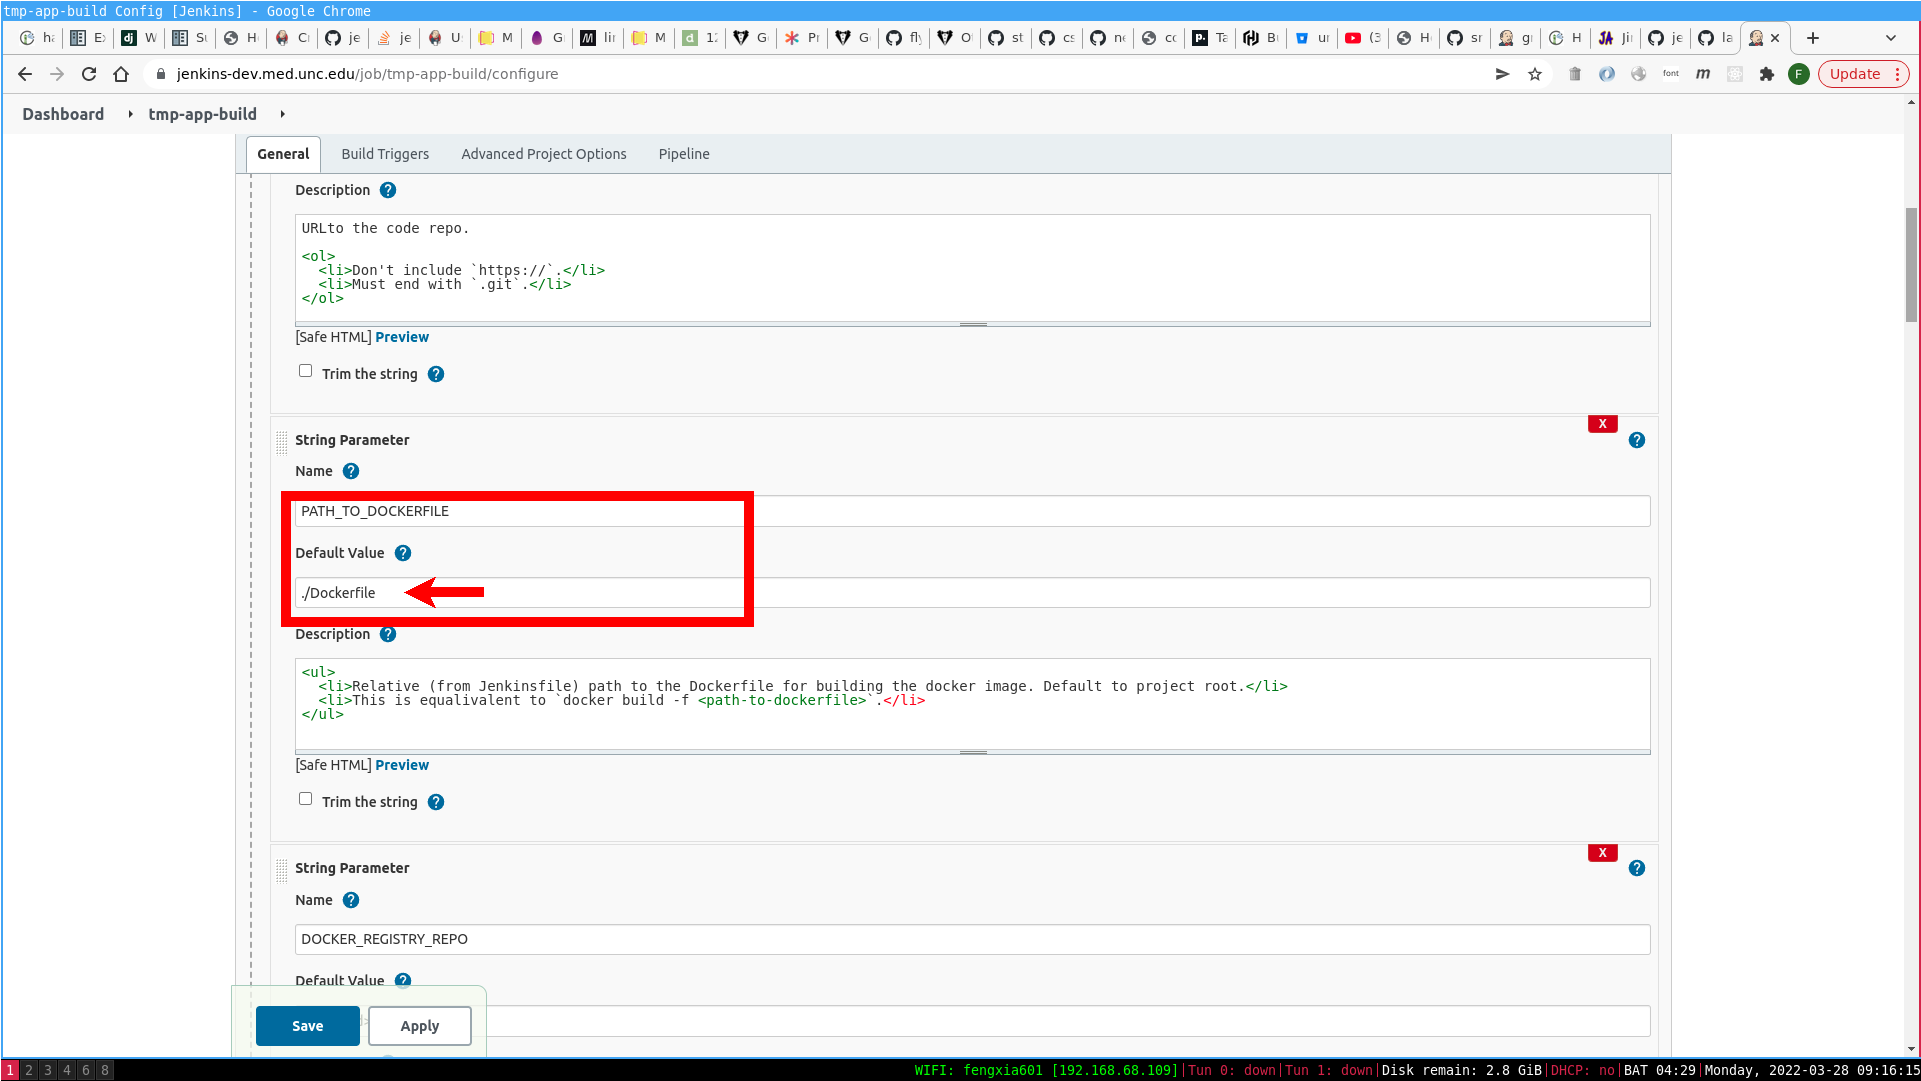 tmp-app-build Config [Jenkins] - Google Chrome
jenkins-dev.med.unc.edu/job/tmp-app-build/configure
font
m
F
Update
Dashboard
tmp-app-build
General
Build Triggers
Advanced Project Options
Pipeline
Description
URLto the code repo.
<ol>
<li>Don't include `https://`.</li>
<li>Must end with `.git`.</li>
</ol>
[Safe HTML] Preview
Trim the string
X
String Parameter
Name
PATH_TO_DOCKERFILE
Default Value
./Dockerfile
Description
<ul>
<li>Relative (from Jenkinsfile) path to the Dockerfile for building the docker image. Default to project root.</li>
<li>This is equalivalent to `docker build -f <path-to-dockerfile>`.</li>
</ul>
[Safe HTML] Preview
Trim the string
X
String Parameter
Name
DOCKER_REGISTRY_REPO
Default Value
Save
Apply
1 2 3 4 6 8
WIFI: fengxia601 [192.168.68.109]|Tun 0: down|Tun 1: down|Disk remain: 2.8 GiB|DHCP: no|BAT 04:29|Monday, 2022-03-28 09:16:15